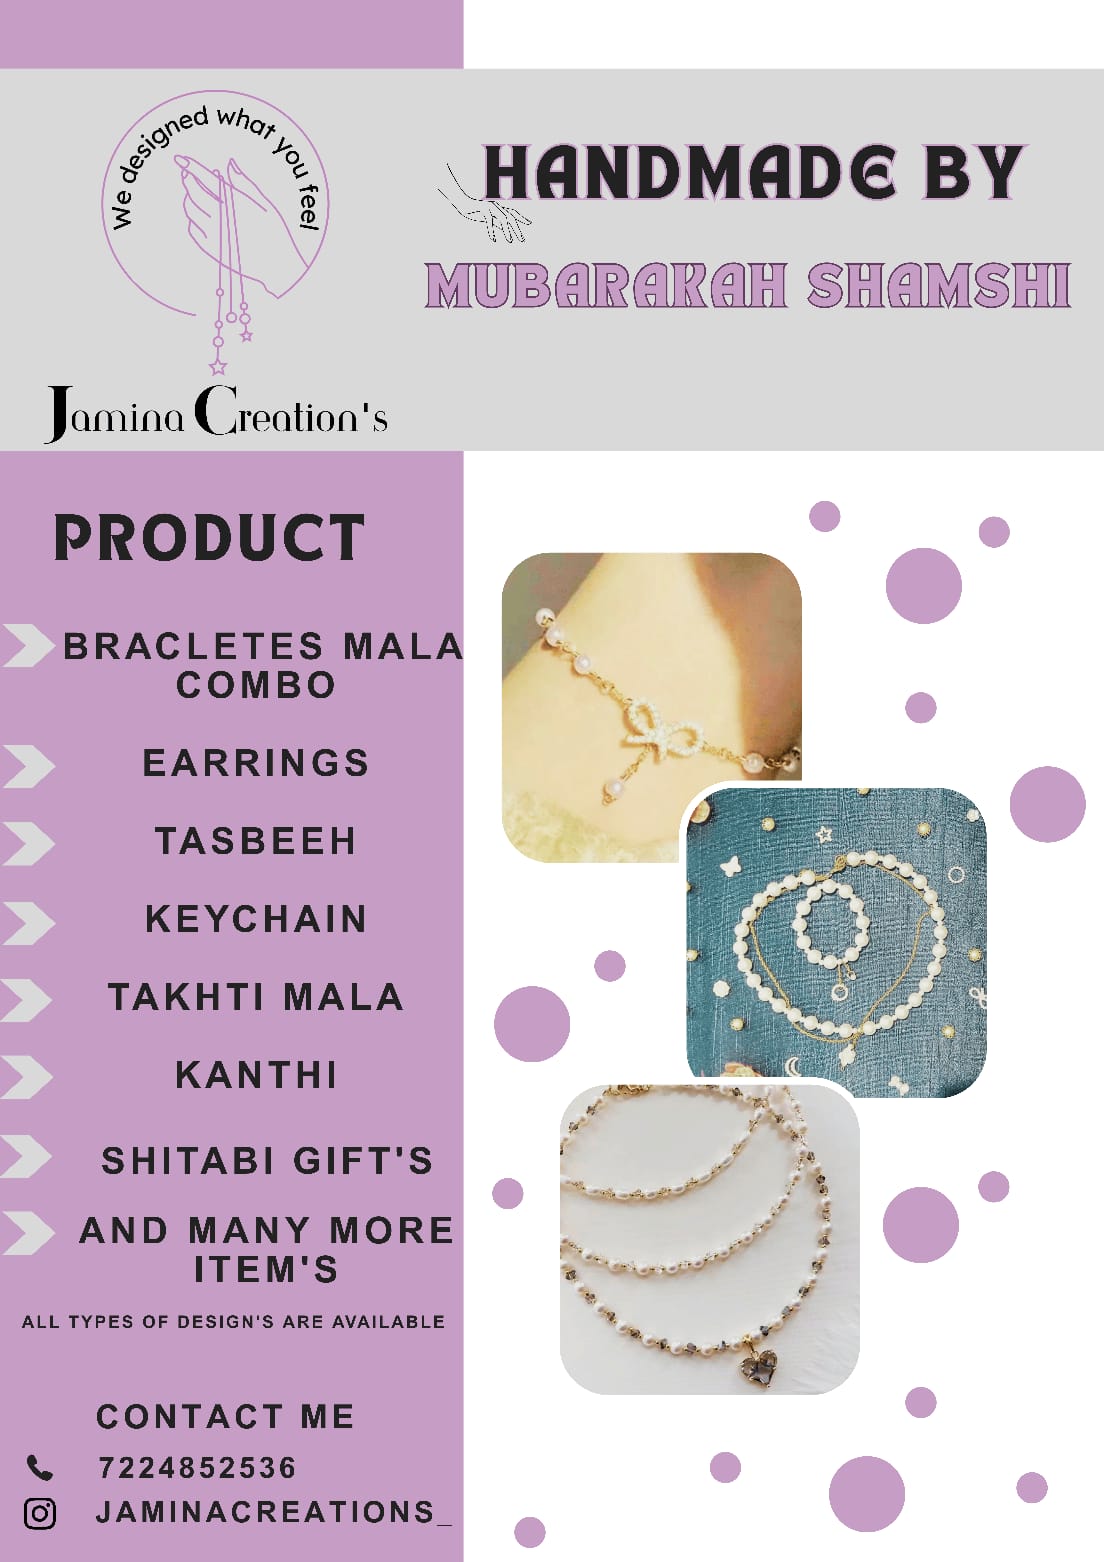 We designed what you feel
Jamina Creation's
HANDMADE BY
MUBARAKAH SHAMSHI
PRODUCT
BRACLETES MALA
COMBO
EARRINGS
TASBEEH
KEYCHAIN
TAKHTI MALA
KANTHI
SHITABI GIFT'S
AND MANY MORE
ITEM'S
ALL TYPES OF DESIGN'S ARE AVAILABLE
CONTACT ME
7224852536
JAMINACREATIONS_